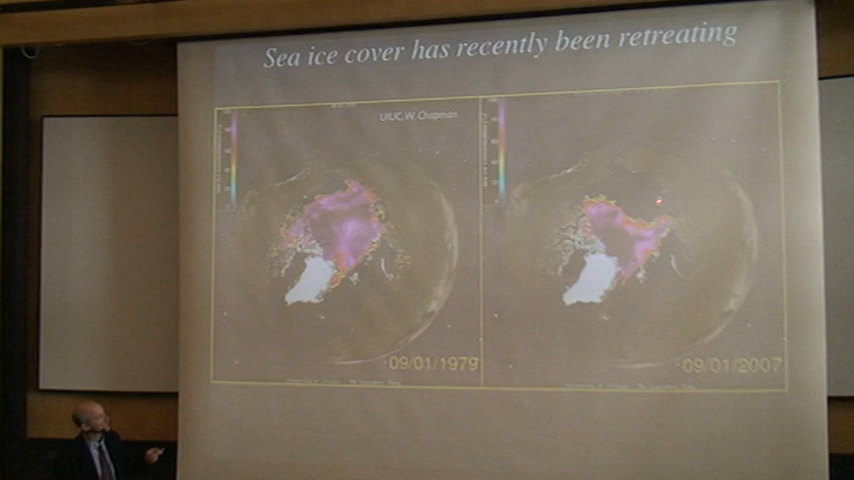 Sea ice cover has recently been retreating
UIUC, W. Chapman
09/01/1979
09/01/2007